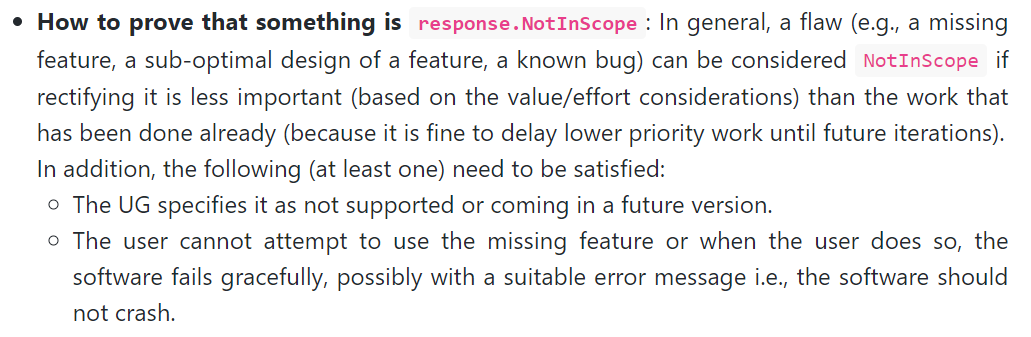 • How to prove that something is response.NotInScope: In general, a flaw (e.g., a missing
feature, a sub-optimal design of a feature, a known bug) can be considered NotInScope if
rectifying it is less important (based on the value/effort considerations) than the work that
has been done already (because it is fine to delay lower priority work until future iterations).
In addition, the following (at least one) need to be satisfied:
○ The UG specifies it as not supported or coming in a future version.
○ The user cannot attempt to use the missing feature or when the user does so, the
software fails gracefully, possibly with a suitable error message i.e., the software should
not crash.